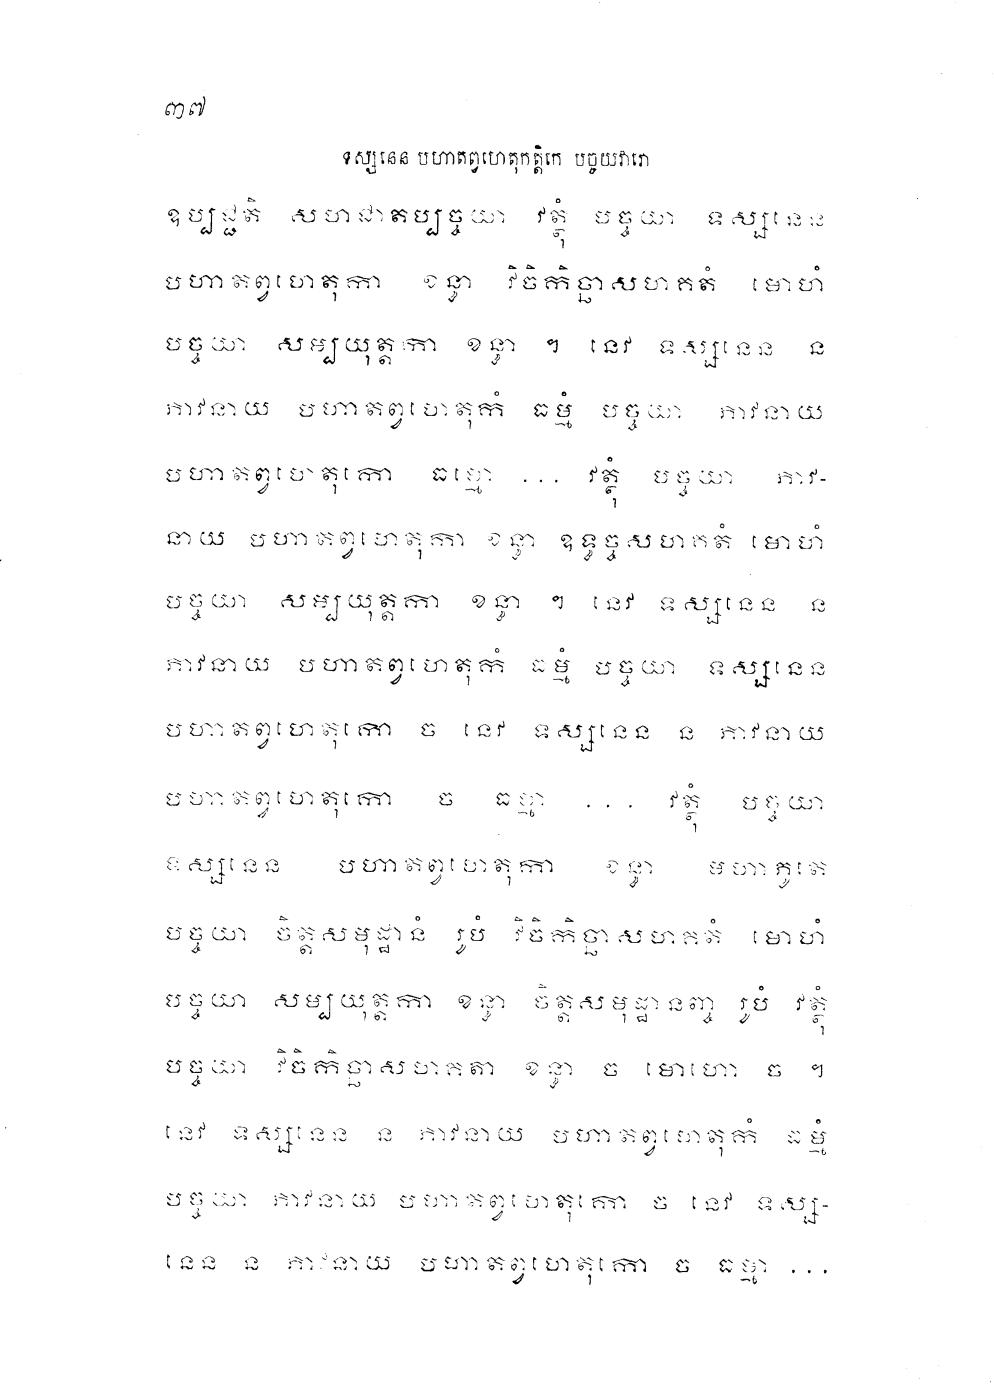 ៣៧
ទស្សនេន បហាតព្វហេតុកត្តិកេ បច្ចយវារោ
ឧប្បជ្ជតិ សហជាតប្បច្ចយា វត្ថុំ បច្ចយា ទស្សនេន
បហាតព្វហេតុកា ខន្ធា វិចិកិច្ឆាសហគតំ មោហំ
បច្ចយា សម្បយុត្តកា ខន្ធា ។ នេវ ទស្សនេន ន
ភាវនាយ បហាតព្វហេតុកំ ធម្មំ បច្ចយា ភាវនាយ
បហាតព្វហេតុកោ ធម្មោ ... វត្ថុំ បច្ចយា ភាវ-
នាយ បហាតព្វហេតុកា ខន្ធា ឧទ្ធច្ចសហគតំ មោហំ
បច្ចយា សម្បយុត្តកា ខន្ធា ។ នេវ ទស្សនេន ន
ភាវនាយ បហាតព្វហេតុកំ ធម្មំ បច្ចយា ទស្សនេន
បហាតព្វហេតុកោ ច នេវ ទស្សនេន ន ភាវនាយ
បហាតព្វហេតុកោ ច ធម្មា ... វត្ថុំ បច្ចយា
ទស្សនេន បហាតព្វហេតុកា ខន្ធា មហាភូតេ
បច្ចយា ចិត្តសមុដ្ឋានំ រូបំ វិចិកិច្ឆាសហគតំ មោហំ
បច្ចយា សម្បយុត្តកា ខន្ធា ចិត្តសមុដ្ឋានញ្ច រូបំ វត្ថុំ
បច្ចយា វិចិកិច្ឆាសហគតា ខន្ធា ច មោហោ ច ។
នេវ ទស្សនេន ន ភាវនាយ បហាតព្វហេតុកំ ធម្មំ
បច្ចយា ភាវនាយ បហាតព្វហេតុកោ ច នេវ ទស្ស-
នេន ន ភាវនាយ បហាតព្វហេតុកោ ច ធម្មា ...